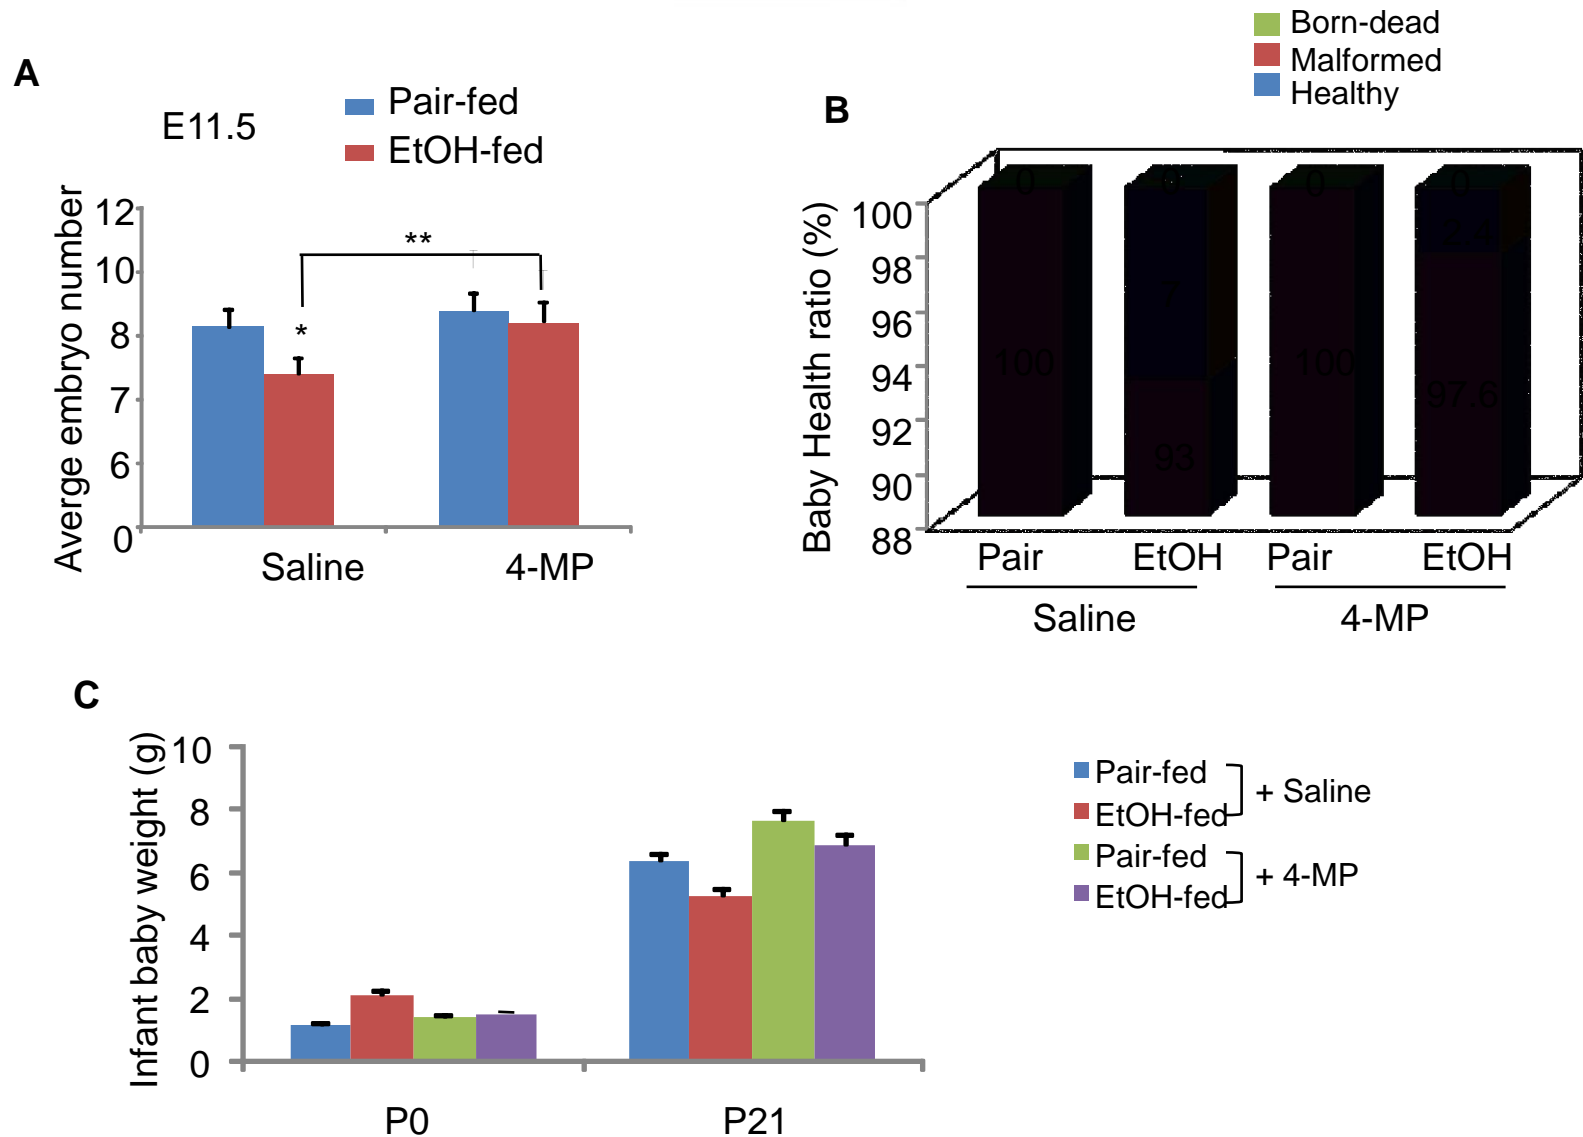 A
E11.5
Pair-fed
EtOH-fed
Averge embryo number
12
10
8
7
6
0
**
*
Saline
4-MP
B
Born-dead
Malformed
Healthy
Baby Health ratio (%)
100
98
96
94
92
90
88
0
0
0
0
100
7
93
100
2.4
97.6
Pair
EtOH
Pair
EtOH
Saline
4-MP
C
Infant baby weight (g)
10
8
6
4
2
0
P0
P21
Pair-fed
EtOH-fed
+ Saline
Pair-fed
EtOH-fed
+ 4-MP